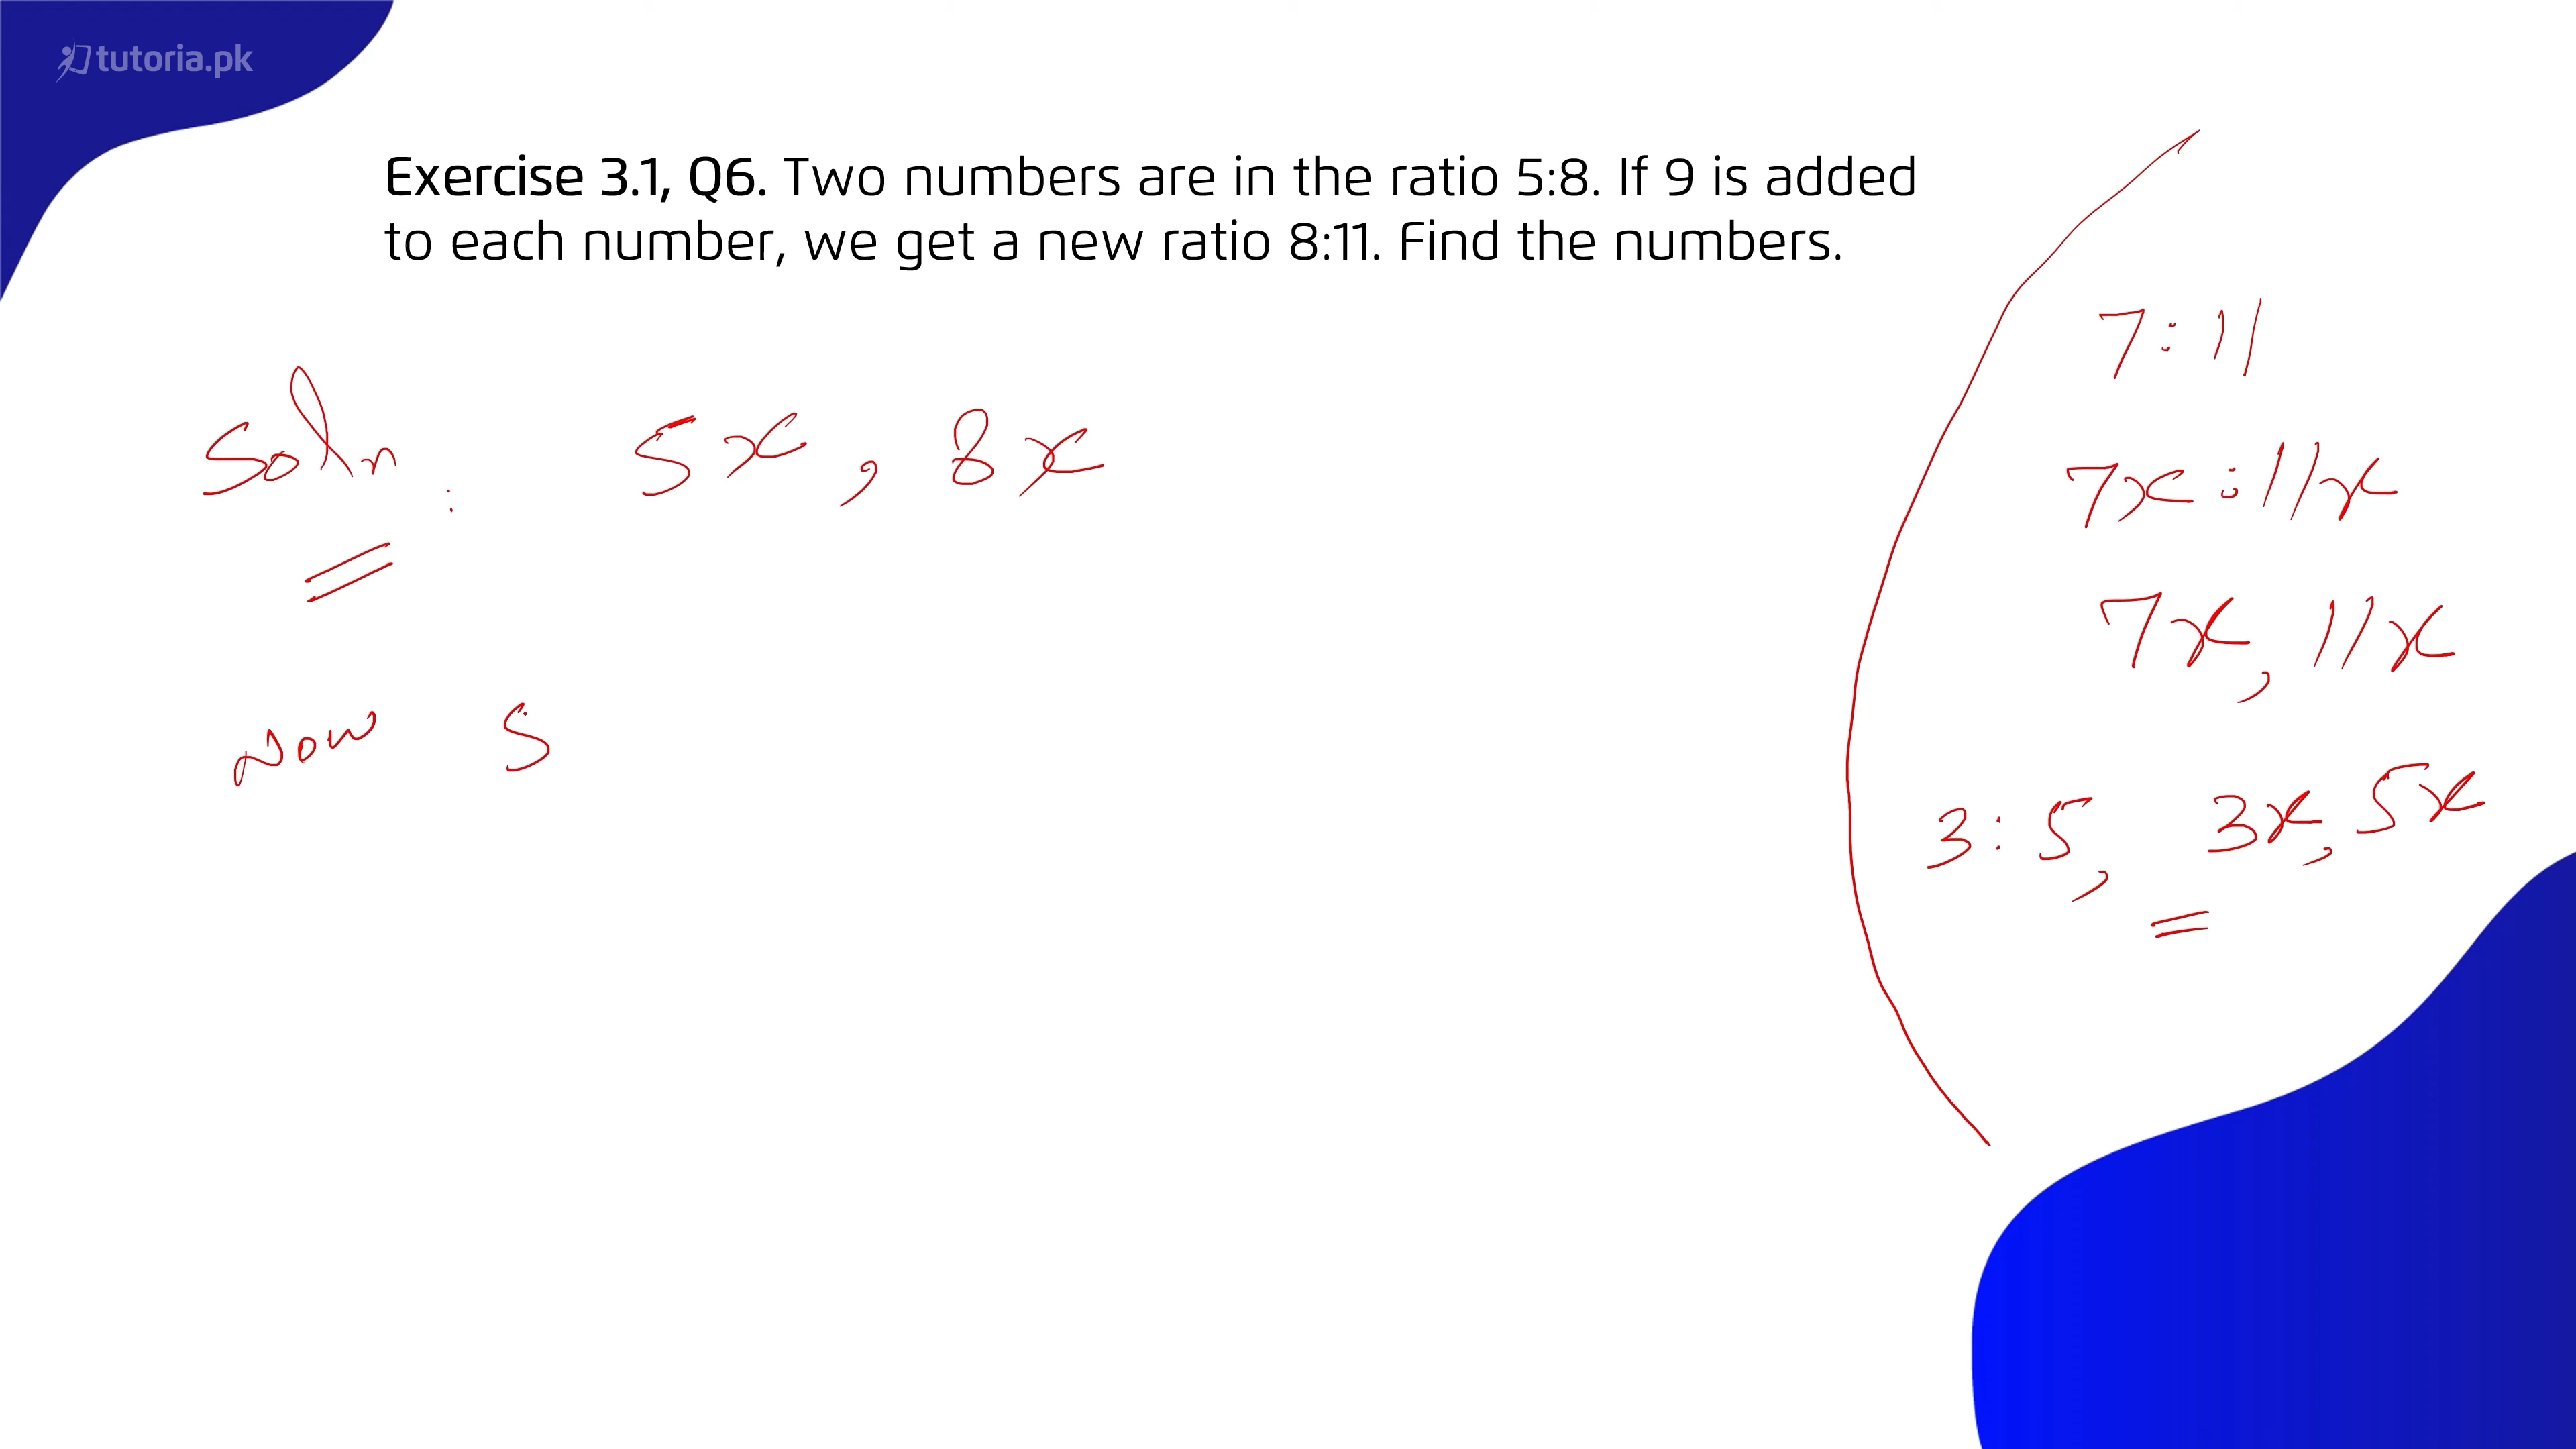 tutoria.pk
Exercise 3.1, Q6. Two numbers are in the ratio 5:8. If 9 is added
to each number, we get a new ratio 8:11. Find the numbers.
Soln: 5x, 8x
Now 5
7:11
7x:11x
7x, 11x
3:5, 3x, 5x